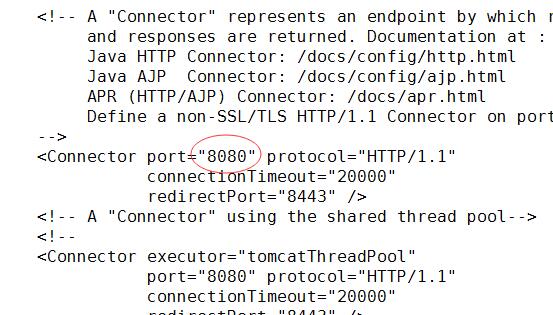 <!-- A "Connector" represents an endpoint by which
and responses are returned. Documentation at :
Java HTTP Connector: /docs/config/http.html
Java AJP  Connector: /docs/config/ajp.html
APR (HTTP/AJP) Connector: /docs/apr.html
Define a non-SSL/TLS HTTP/1.1 Connector on port
-->
<Connector port="8080" protocol="HTTP/1.1"
connectionTimeout="20000"
redirectPort="8443" />
<!-- A "Connector" using the shared thread pool-->
<!--
<Connector executor="tomcatThreadPool"
port="8080" protocol="HTTP/1.1"
connectionTimeout="20000"
redirectPort="8443" />